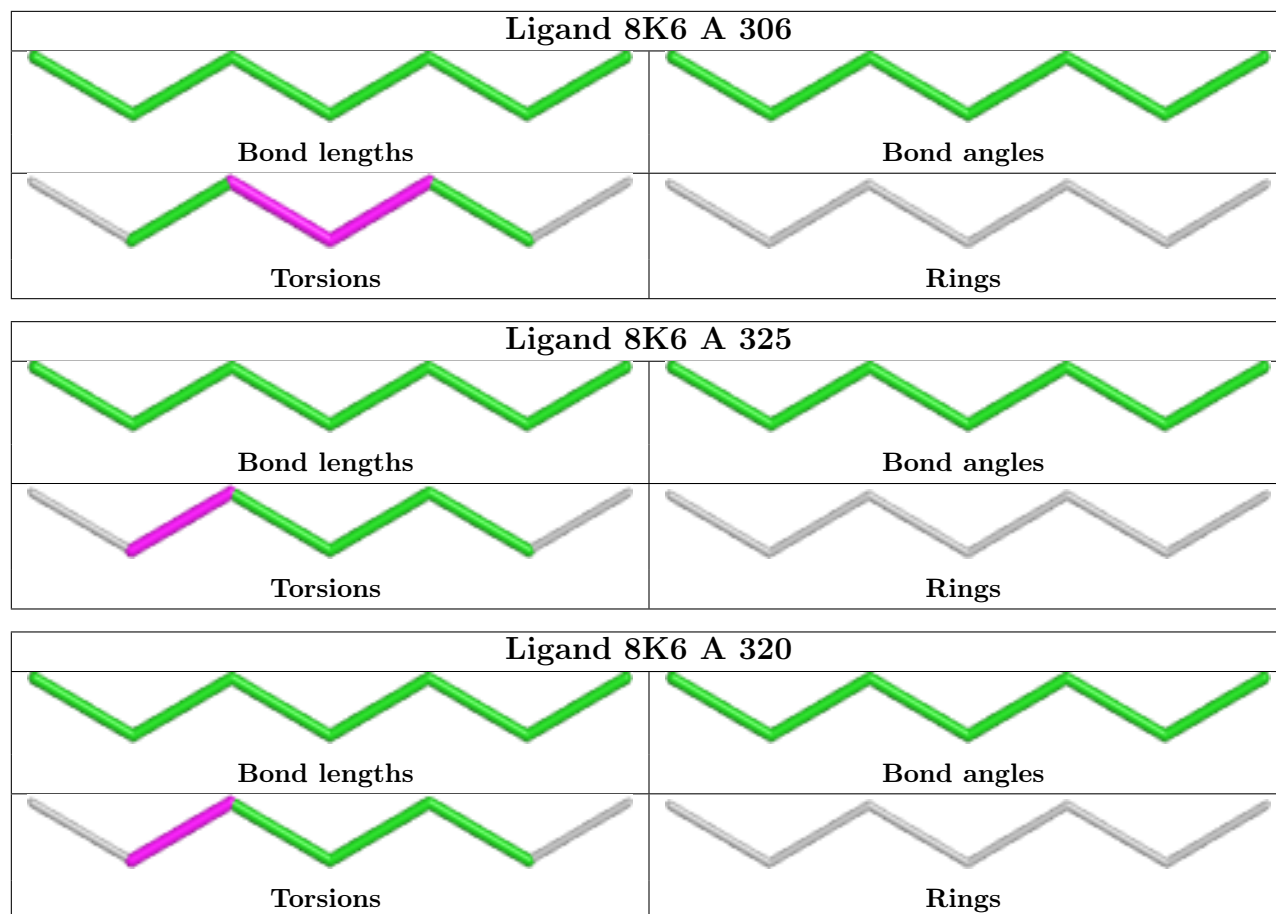 Ligand 8K6 A 306
Bond lengths Bond angles
Torsions Rings
Ligand 8K6 A 325
Bond lengths Bond angles
Torsions Rings
Ligand 8K6 A 320
Bond lengths Bond angles
Torsions Rings